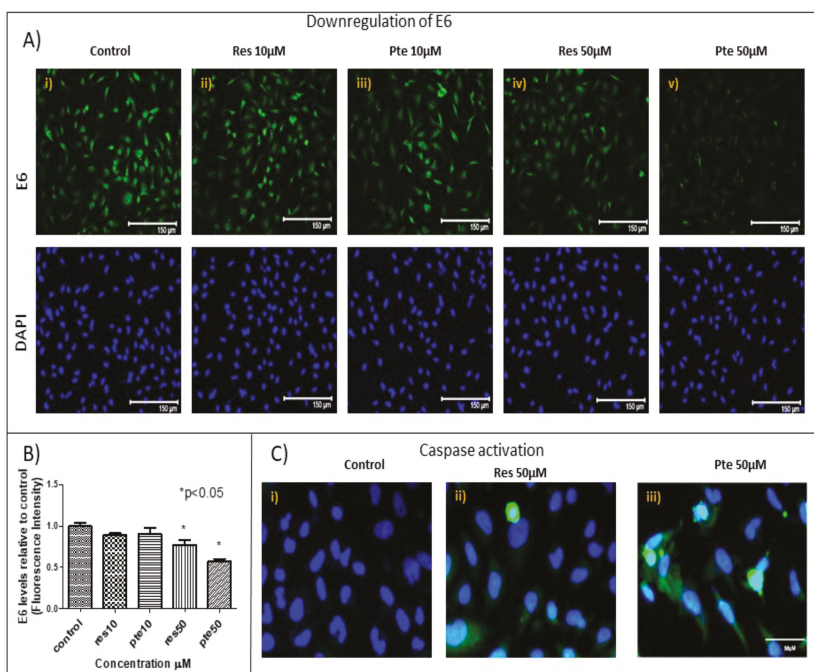 Downregulation of E6
A)
Control Res 10µM Pte 10µM Res 50µM Pte 50µM
i) ii) iii) iv) v)
E6
150 µm 150 µm 150 µm 150 µm 150 µm
DAPI
150 µm 150 µm 150 µm 150 µm 150 µm
B)
E6 levels relative to control
(Fluorescence Intensity)
1.5
1.0
0.5
0.0
*p<0.05
*
*
control res10 pte10 res50 pte50
Concentration µM
C)
Caspase activation
Control Res 50µM Pte 50µM
i) ii) iii)
50µm